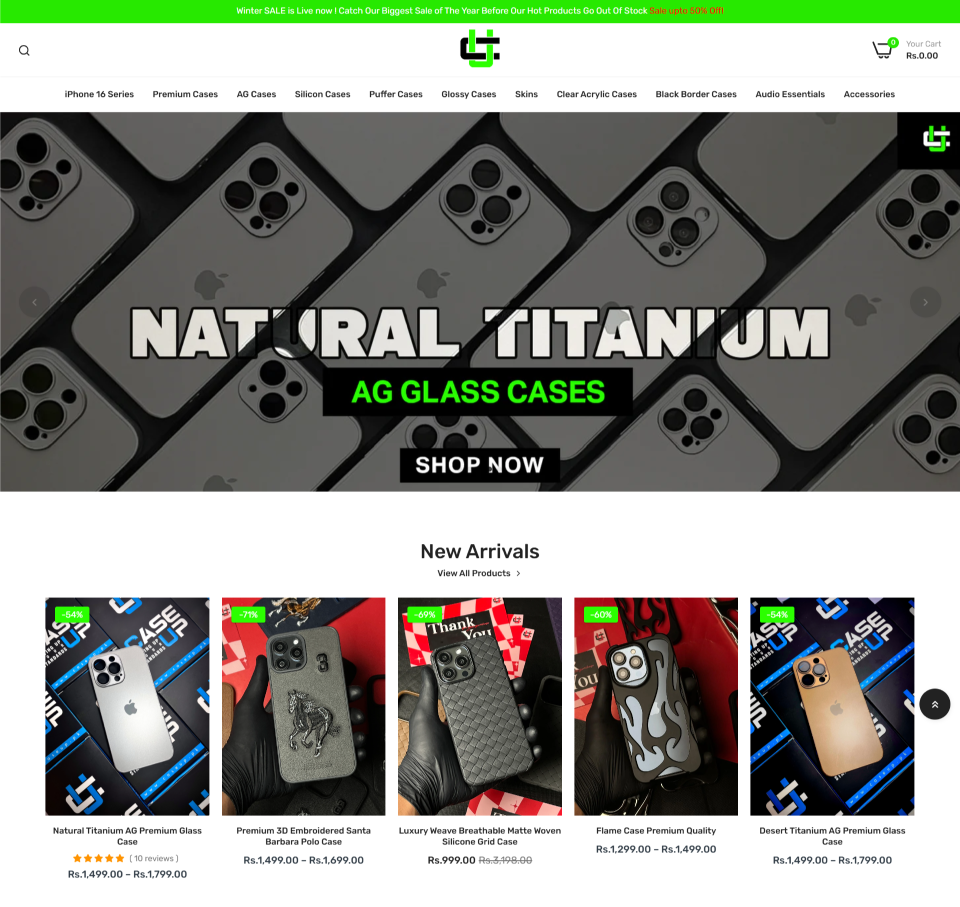 Winter SALE is Live now ! Catch Our Biggest Sale of The Year Before Our Hot Products Go Out Of Stock Sale upto 50% Off!
0
Your Cart
Rs.0.00
iPhone 16 Series Premium Cases AG Cases Silicon Cases Puffer Cases Glossy Cases Skins Clear Acrylic Cases Black Border Cases Audio Essentials Accessories
NATURAL TITANIUM
AG GLASS CASES
SHOP NOW
New Arrivals
View All Products
-54%
-71%
-69%
-60%
-54%
CASE
UP
Thank
You
You
CASE
UP
Natural Titanium AG Premium Glass
Case
( 10 reviews )
Rs.1,499.00 – Rs.1,799.00
Premium 3D Embroidered Santa
Barbara Polo Case
Rs.1,499.00 – Rs.1,699.00
Luxury Weave Breathable Matte Woven
Silicone Grid Case
Rs.999.00 Rs.3,198.00
Flame Case Premium Quality
Rs.1,299.00 – Rs.1,499.00
Desert Titanium AG Premium Glass
Case
Rs.1,499.00 – Rs.1,799.00